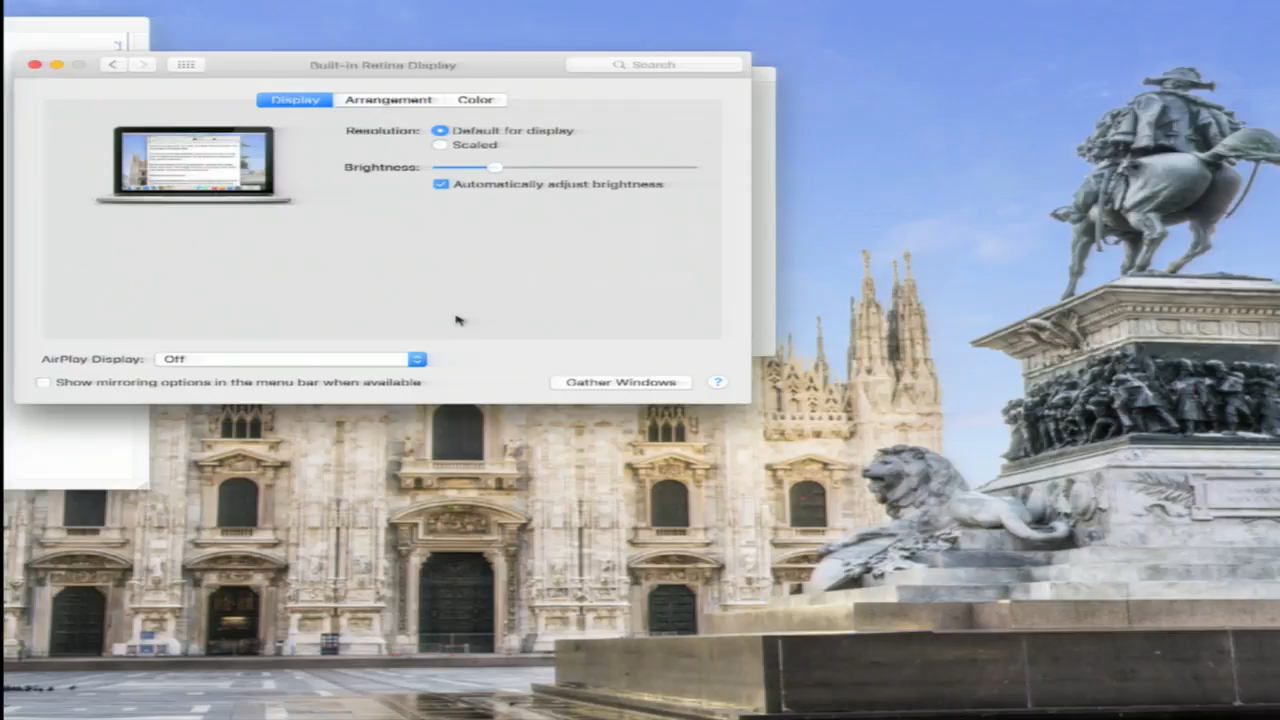 Built-in Retina Display
Search
Display Arrangement Color
Resolution: Default for display
Scaled
Brightness:
Automatically adjust brightness
AirPlay Display: Off
Show mirroring options in the menu bar when available
Gather Windows ?